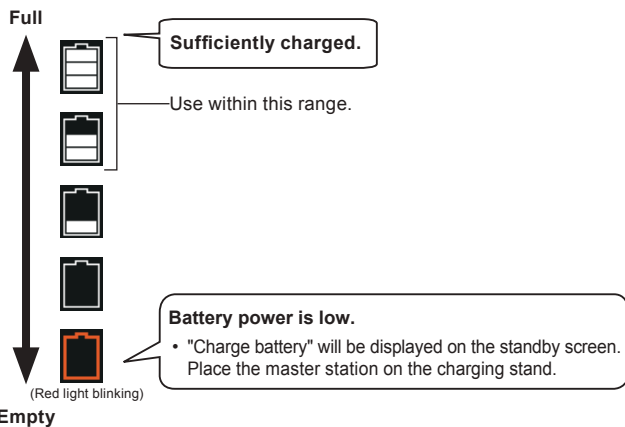 Full
Sufficiently charged.
Use within this range.
Battery power is low.
• "Charge battery" will be displayed on the standby screen.
Place the master station on the charging stand.
(Red light blinking)
Empty